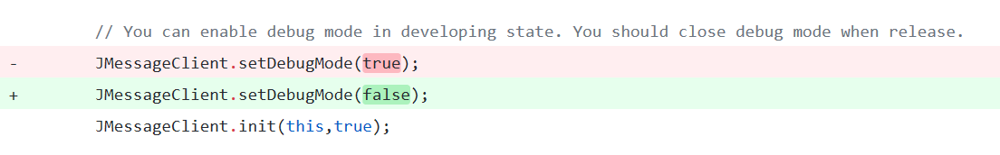 // You can enable debug mode in developing state. You should close debug mode when release.
- JMessageClient.setDebugMode(true);
+ JMessageClient.setDebugMode(false);
JMessageClient.init(this,true);